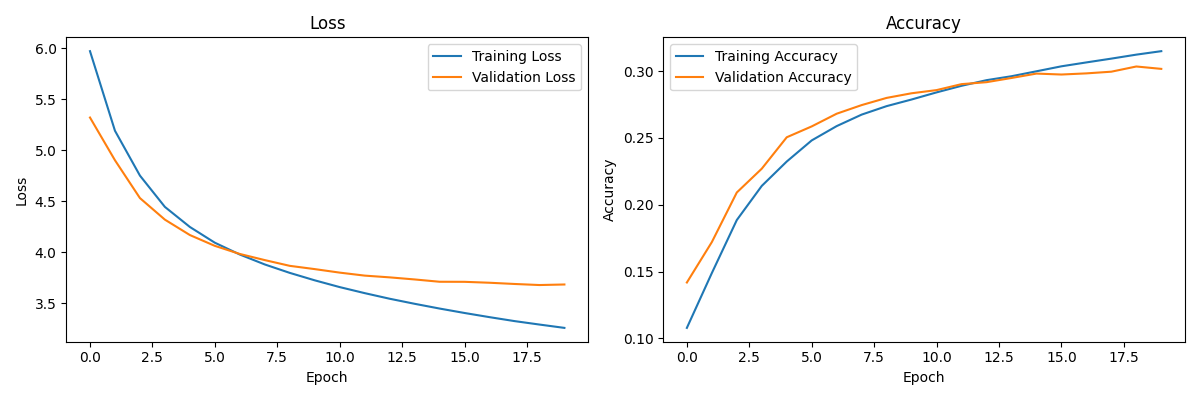 Loss
Training Loss
Validation Loss
6.0
5.5
5.0
4.5
4.0
3.5
Loss
0.0 2.5 5.0 7.5 10.0 12.5 15.0 17.5
Epoch
Accuracy
Training Accuracy
Validation Accuracy
0.30
0.25
0.20
0.15
0.10
Accuracy
0.0 2.5 5.0 7.5 10.0 12.5 15.0 17.5
Epoch